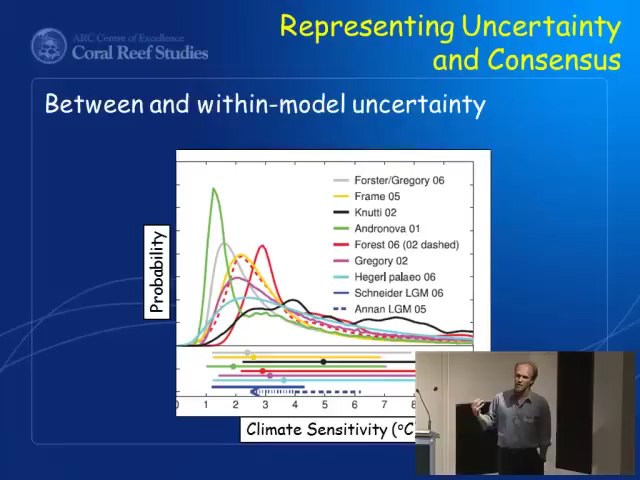 ARC Centre of Excellence
Coral Reef Studies
Representing Uncertainty
and Consensus
Between and within-model uncertainty
Probability
Forster/Gregory 06
Frame 05
Knutti 02
Andronova 01
Forest 06 (02 dashed)
Gregory 02
Hegerl palaeo 06
Schneider LGM 06
Annan LGM 05
0 1 2 3 4 5 6 7 8
Climate Sensitivity (°C